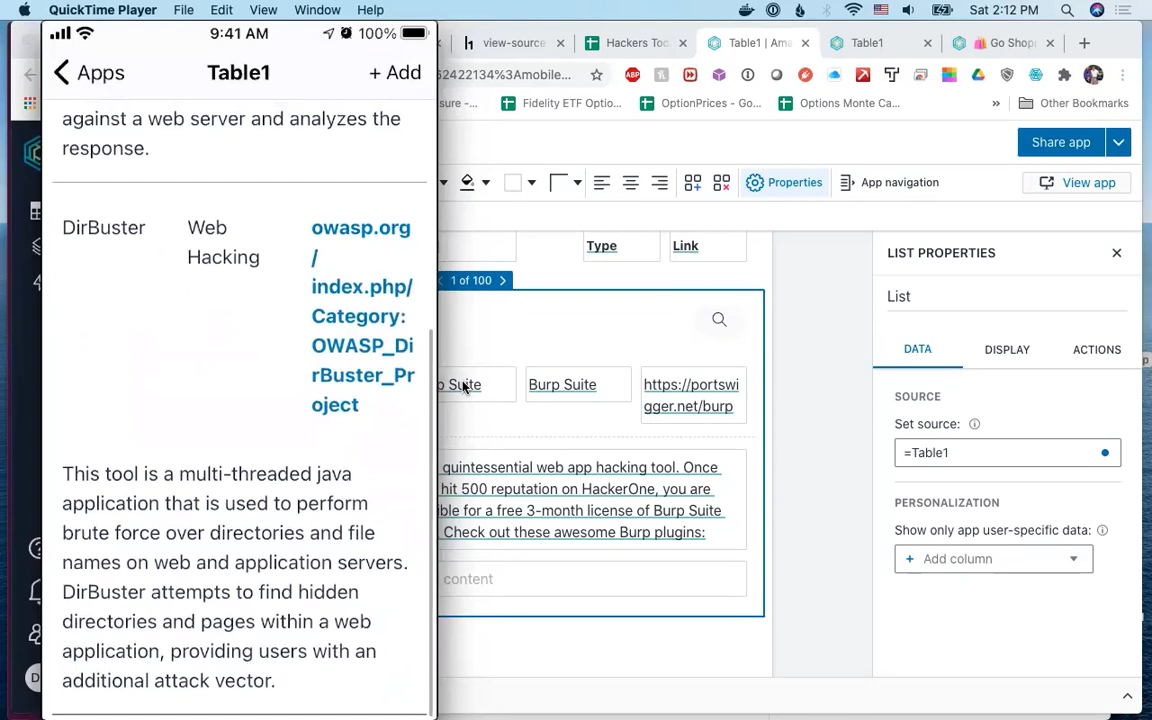 QuickTime Player File Edit View Window Help Sat 2:12 PM
9:41 AM 100%
Apps Table1 + Add
against a web server and analyzes the
response.
DirBuster Web
Hacking
owasp.org
/
index.php/
Category:
OWASP_Di
rBuster_Pr
oject
This tool is a multi-threaded java
application that is used to perform
brute force over directories and file
names on web and application servers.
DirBuster attempts to find hidden
directories and pages within a web
application, providing users with an
additional attack vector.
view-source Hackers Too Table1 | Ama Table1 Go Shop
62422134%3Amobile...
ABP
sure -... Fidelity ETF Optio... OptionPrices - Go... Options Monte Ca... » Other Bookmarks
Share app
Properties App navigation View app
Type Link
1 of 100
p Suite Burp Suite https://portswi
gger.net/burp
quintessential web app hacking tool. Once
hit 500 reputation on HackerOne, you are
ble for a free 3-month license of Burp Suite
Check out these awesome Burp plugins:
content
LIST PROPERTIES
List
DATA DISPLAY ACTIONS
SOURCE
Set source:
=Table1
PERSONALIZATION
Show only app user-specific data:
+ Add column
D